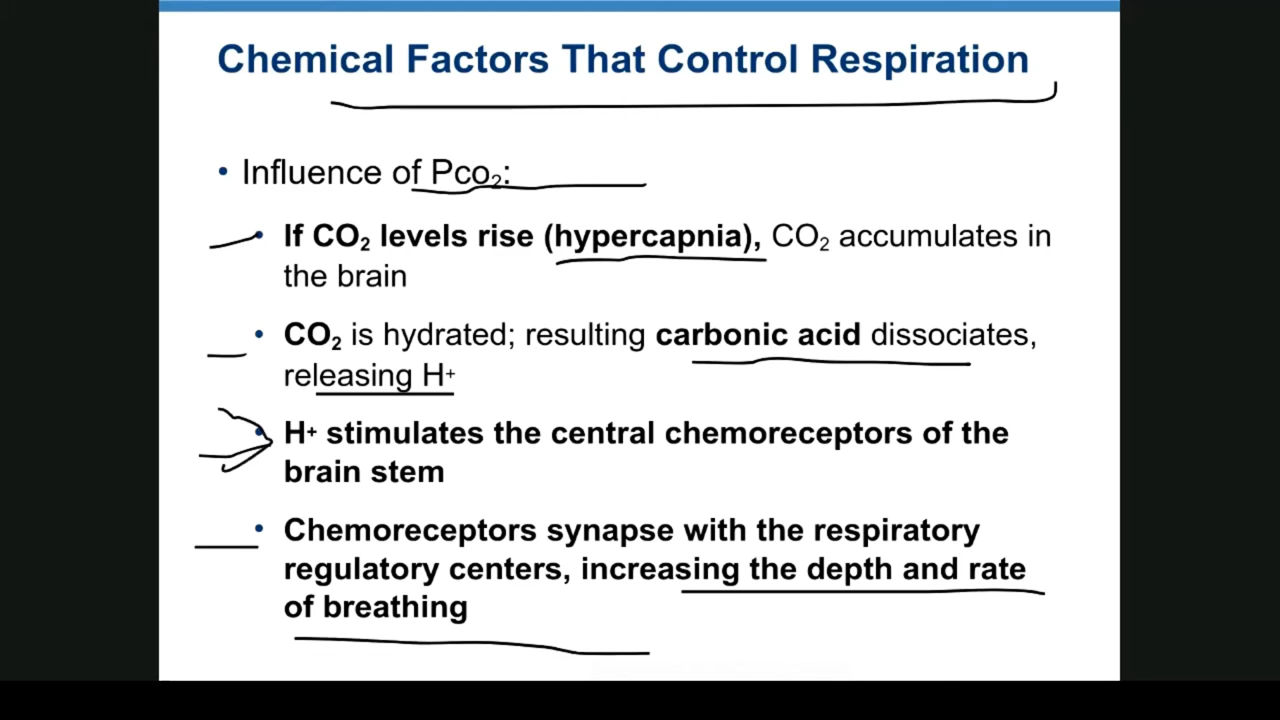 Chemical Factors That Control Respiration
• Influence of Pco₂:
• If CO₂ levels rise (hypercapnia), CO₂ accumulates in
the brain
• CO₂ is hydrated; resulting carbonic acid dissociates,
releasing H⁺
• H⁺ stimulates the central chemoreceptors of the
brain stem
• Chemoreceptors synapse with the respiratory
regulatory centers, increasing the depth and rate
of breathing